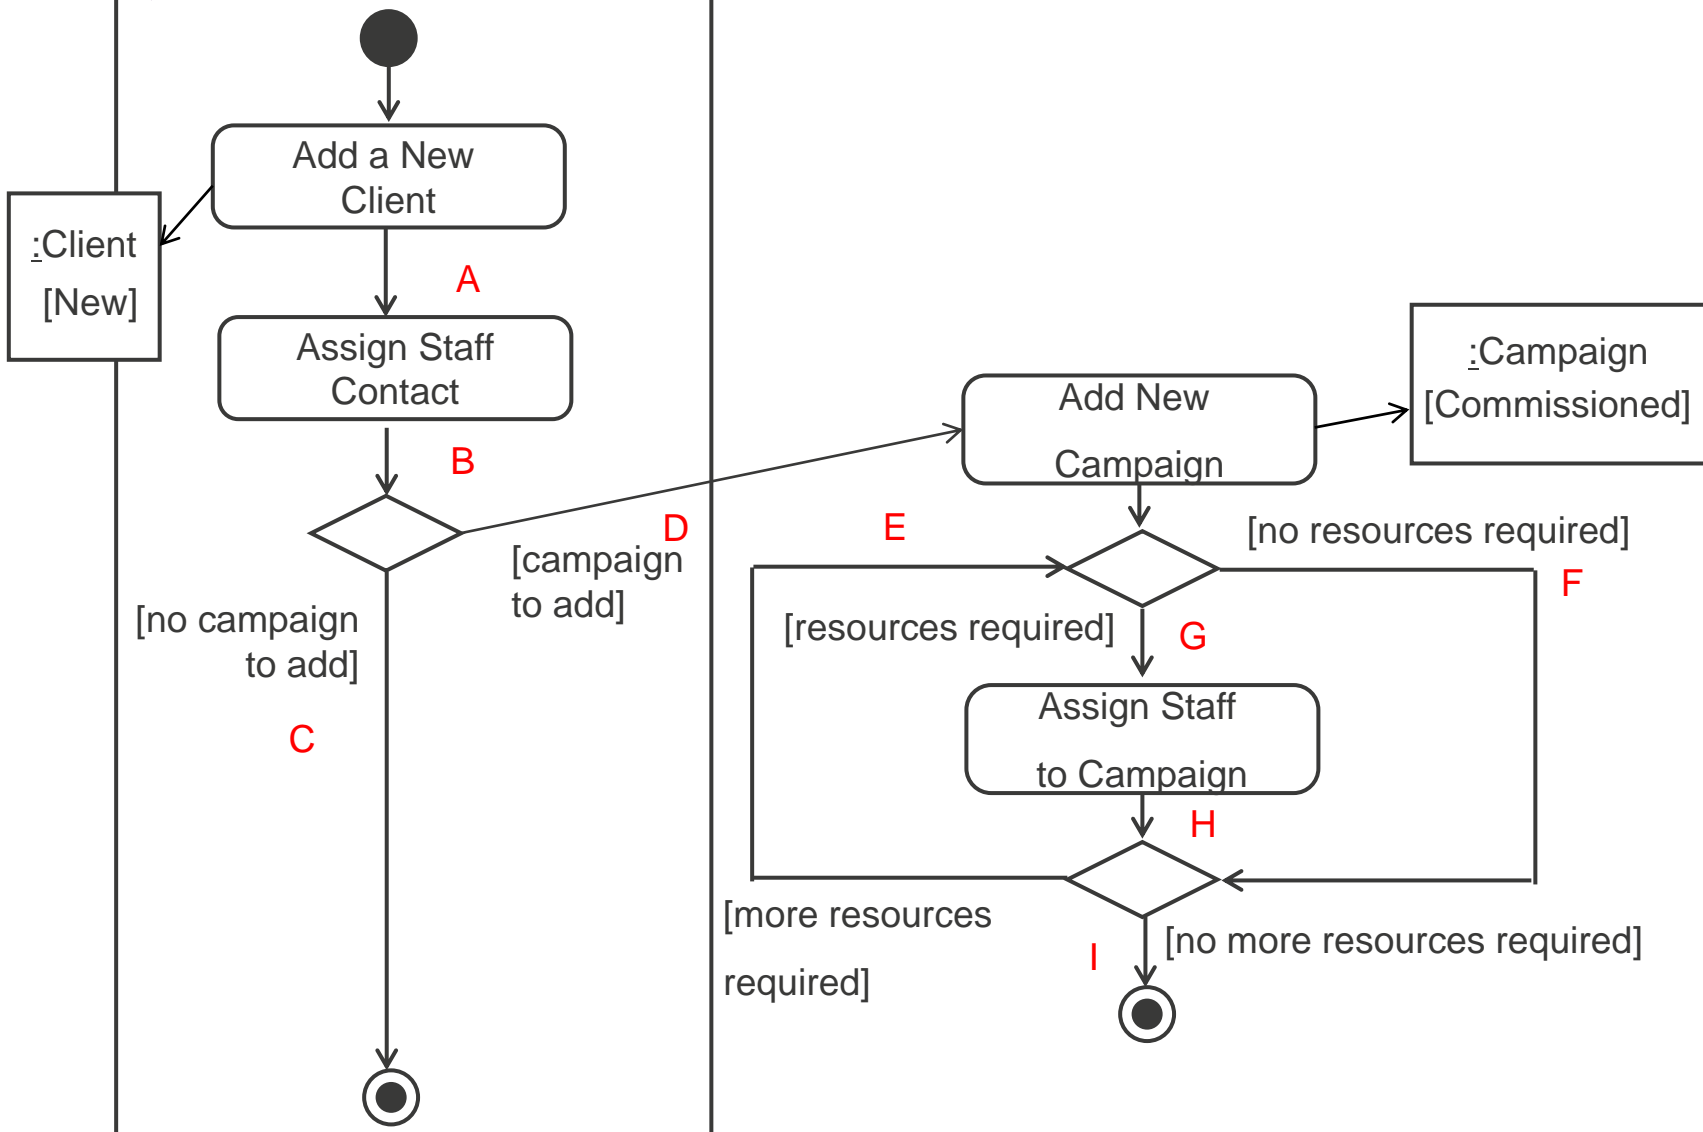 Add a New
Client
:Client
[New]
A
Assign Staff
Contact
B
D
[campaign
to add]
[no campaign
to add]
C
Add New
Campaign
:Campaign
[Commissioned]
E
[no resources required]
F
[resources required]
G
Assign Staff
to Campaign
H
[more resources
required]
I
[no more resources required]